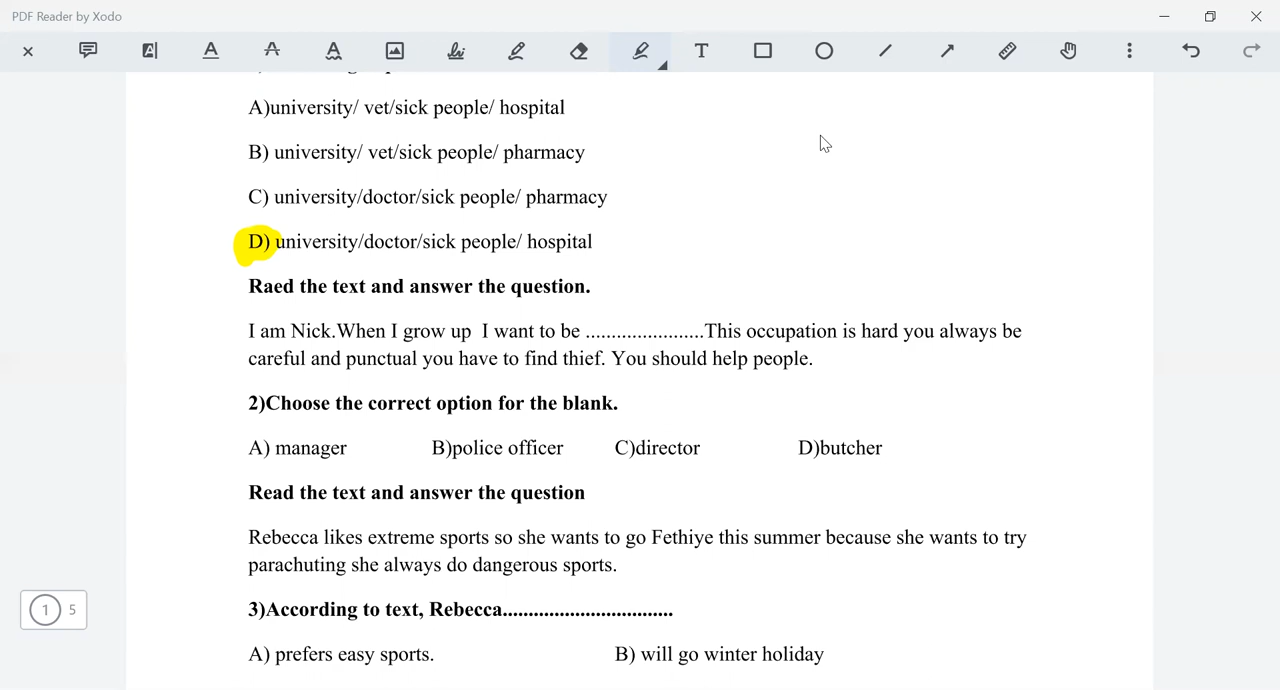 PDF Reader by Xodo
A)university/ vet/sick people/ hospital
B) university/ vet/sick people/ pharmacy
C) university/doctor/sick people/ pharmacy
D) university/doctor/sick people/ hospital
Raed the text and answer the question.
I am Nick.When I grow up  I want to be .......................This occupation is hard you always be
careful and punctual you have to find thief. You should help people.
2)Choose the correct option for the blank.
A) manager B)police officer C)director D)butcher
Read the text and answer the question
Rebecca likes extreme sports so she wants to go Fethiye this summer because she wants to try
parachuting she always do dangerous sports.
3)According to text, Rebecca.................................
A) prefers easy sports. B) will go winter holiday
1 5